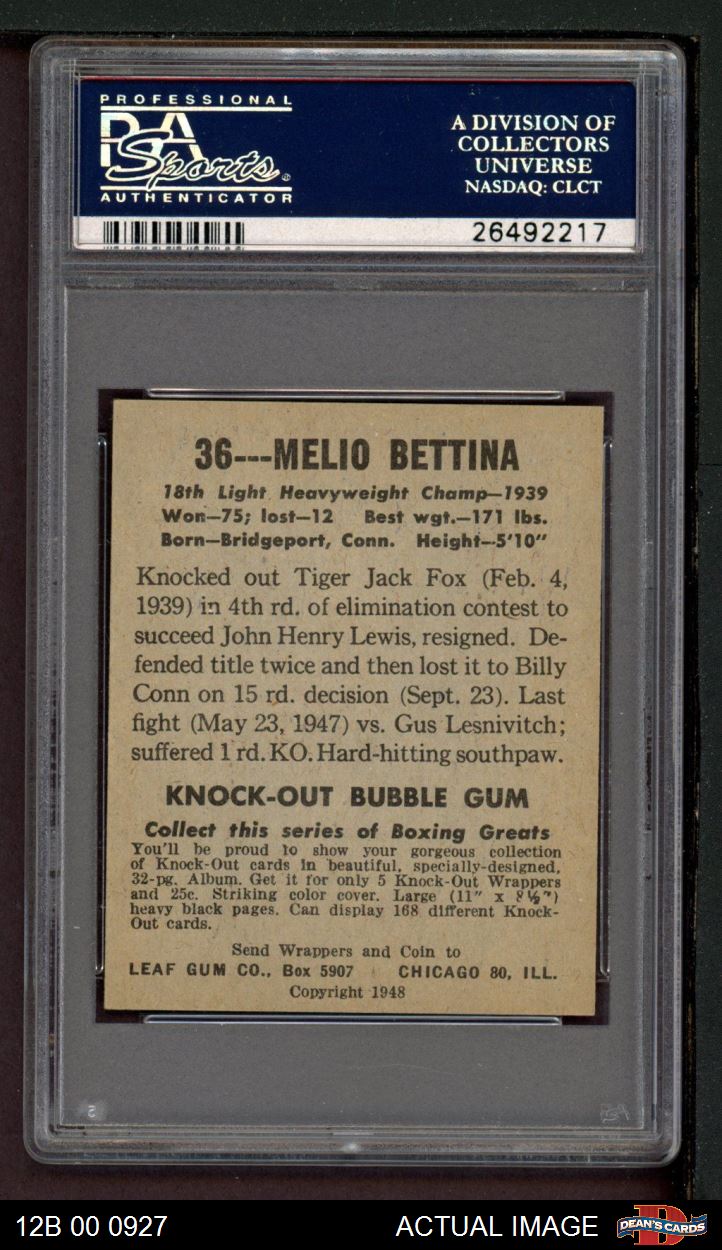 PROFESSIONAL
PSA
Sports
AUTHENTICATOR
A DIVISION OF
COLLECTORS
UNIVERSE
NASDAQ: CLCT
26492217
36---MELIO BETTINA
18th Light Heavyweight Champ—1939
Won—75; lost—12 Best wgt.—171 lbs.
Born—Bridgeport, Conn. Height—5'10"
Knocked out Tiger Jack Fox (Feb. 4,
1939) in 4th rd. of elimination contest to
succeed John Henry Lewis, resigned. De-
fended title twice and then lost it to Billy
Conn on 15 rd. decision (Sept. 23). Last
fight (May 23, 1947) vs. Gus Lesnivitch;
suffered 1 rd. KO. Hard-hitting southpaw.
KNOCK-OUT BUBBLE GUM
Collect this series of Boxing Greats
You'll be proud to show your gorgeous collection
of Knock-Out cards in beautiful, specially-designed,
32-pg. Album. Get it for only 5 Knock-Out Wrappers
and 25c. Striking color cover. Large (11" x 8½")
heavy black pages. Can display 168 different Knock-
Out cards.
Send Wrappers and Coin to
LEAF GUM CO., Box 5907 CHICAGO 80, ILL.
Copyright 1948
PSA
12B 00 0927
ACTUAL IMAGE
DEAN'S CARDS